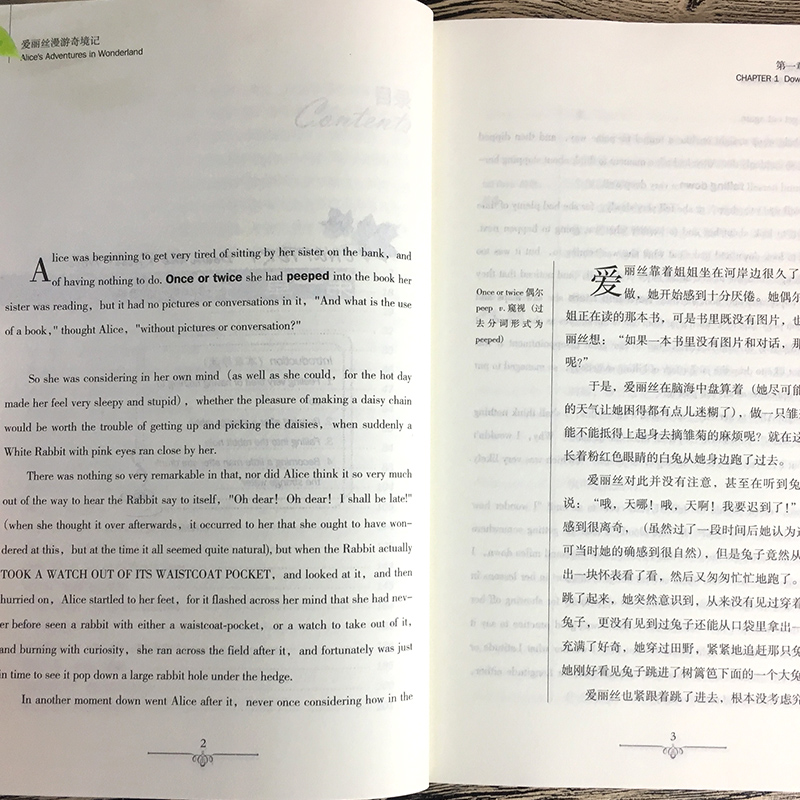 爱丽丝漫游奇境记
Alice's Adventures in Wonderland
Alice was beginning to get very tired of sitting by her sister on the bank, and
of having nothing to do. Once or twice she had peeped into the book her
sister was reading, but it had no pictures or conversations in it, "And what is the use
of a book," thought Alice, "without pictures or conversation?"
So she was considering in her own mind (as well as she could, for the hot day
made her feel very sleepy and stupid), whether the pleasure of making a daisy chain
would be worth the trouble of getting up and picking the daisies, when suddenly a
White Rabbit with pink eyes ran close by her.
There was nothing so very remarkable in that, nor did Alice think it so very much
out of the way to hear the Rabbit say to itself, "Oh dear! Oh dear! I shall be late!"
(when she thought it over afterwards, it occurred to her that she ought to have won-
dered at this, but at the time it all seemed quite natural), but when the Rabbit actually
TOOK A WATCH OUT OF ITS WAISTCOAT POCKET, and looked at it, and then
hurried on, Alice startled to her feet, for it flashed across her mind that she had nev-
er before seen a rabbit with either a waistcoat-pocket, or a watch to take out of it,
and burning with curiosity, she ran across the field after it, and fortunately was just
in time to see it pop down a large rabbit hole under the hedge.
In another moment down went Alice after it, never once considering how in the
2
第一章
CHAPTER 1 Dow
Once or twice 偶尔
peep v. 窥视 (过
去分词形式为
peeped)
爱丽丝靠着姐姐坐在河岸边很久了
做，她开始感到十分厌倦。她偶尔
姐正在读的那本书，可是书里既没有图片，也
丽丝想：“如果一本书里没有图片和对话，那
呢?”
于是，爱丽丝在脑海中盘算着（她尽可能
的天气让她困得都有点儿迷糊了)，做一只雏
能不能抵得上起身去摘雏菊的麻烦呢？就在这
长着粉红色眼睛的白兔从她身边跑了过去。
爱丽丝对此并没有注意，甚至在听到兔
说：“哦，天哪！哦，天啊！我要迟到了！”
感到很离奇，（虽然过了一段时间后她认为这
可当时她的确感到很自然)，但是兔子竟然从
出一块怀表看了看，然后又匆匆忙忙地跑了。
跳了起来，她突然意识到，从来没有见过穿着
兔子，更没有见到过兔子还能从口袋里拿出一
充满了好奇，她穿过田野，紧紧地追赶那只兔
她刚好看见兔子跳进了树篱笆下面的一个大兔
爱丽丝也紧跟着跳了进去，根本没考虑究
3